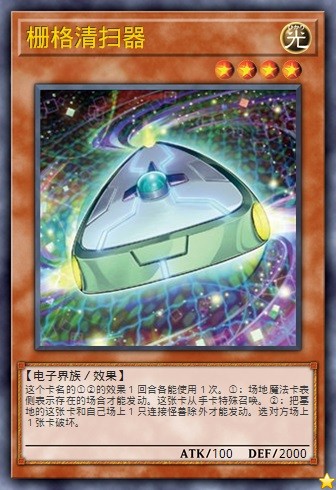 栅格清扫器
光
【电子界族／效果】
这个卡名的①②的效果１回合各能使用１次。①：场地魔法卡表
侧表示存在的场合才能发动。这张卡从手卡特殊召唤。②：把墓
地的这张卡和自己场上１只连接怪兽除外才能发动。选对方场上
１张卡破坏。
ATK/100 DEF/2000